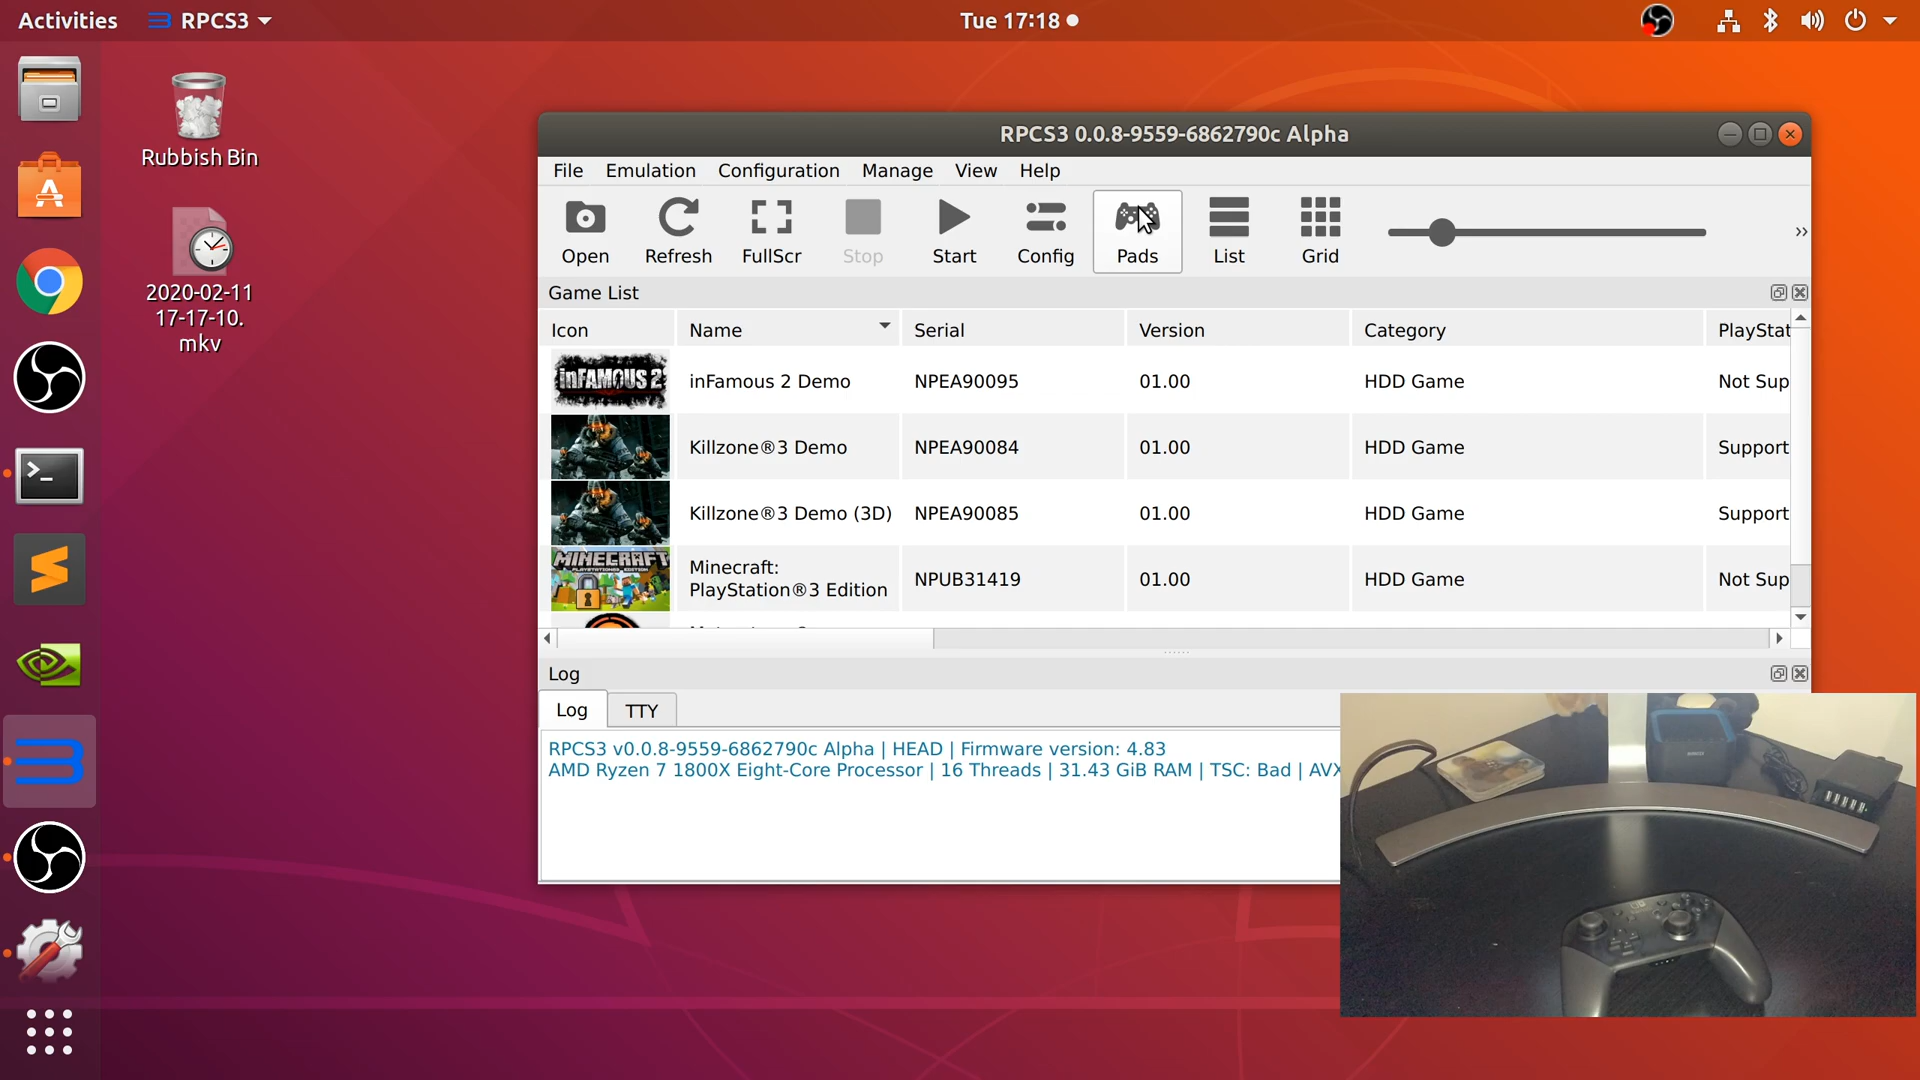 Activities
RPCS3
Tue 17:18
Rubbish Bin
2020-02-11
17-17-10.
mkv
RPCS3 0.0.8-9559-6862790c Alpha
File Emulation Configuration Manage View Help
Open Refresh FullScr Stop Start Config Pads List Grid
Game List
Icon Name Serial Version Category PlayStat
inFAMOUS 2 inFamous 2 Demo NPEA90095 01.00 HDD Game Not Sup
Killzone®3 Demo NPEA90084 01.00 HDD Game Support
Killzone®3 Demo (3D) NPEA90085 01.00 HDD Game Support
MINECRAFT Minecraft:
PlayStation®3 Edition NPUB31419 01.00 HDD Game Not Sup
Log
Log TTY
RPCS3 v0.0.8-9559-6862790c Alpha | HEAD | Firmware version: 4.83
AMD Ryzen 7 1800X Eight-Core Processor | 16 Threads | 31.43 GiB RAM | TSC: Bad | AVX